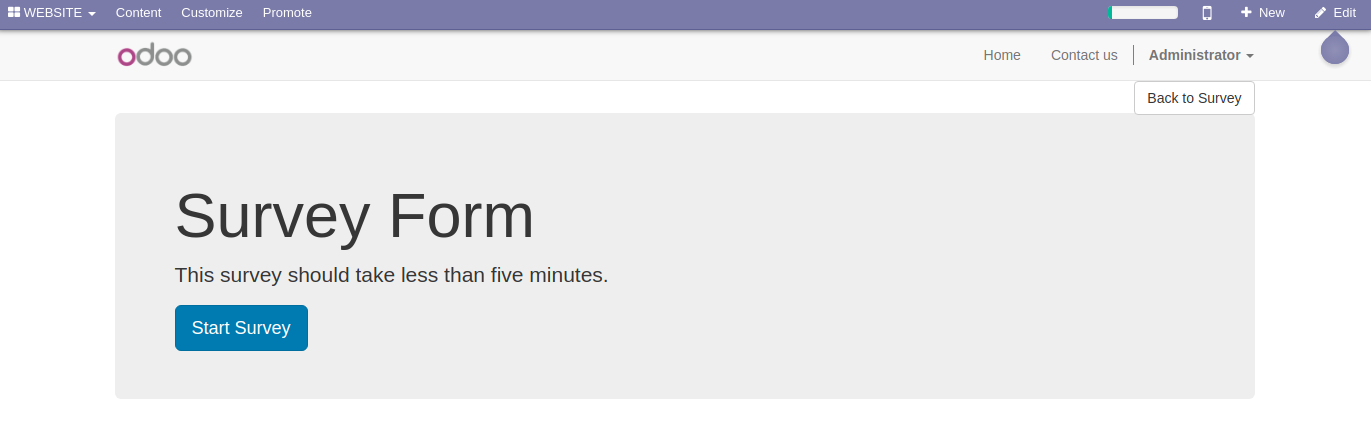 WEBSITE Content Customize Promote New Edit
odoo Home Contact us Administrator
Back to Survey
Survey Form
This survey should take less than five minutes.
Start Survey